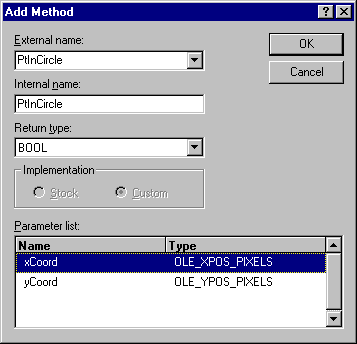 Add Method
External name:
PtInCircle
OK
Cancel
Internal name:
PtInCircle
Return type:
BOOL
Implementation
Stock
Custom
Parameter list:
Name Type
xCoord OLE_XPOS_PIXELS
yCoord OLE_YPOS_PIXELS